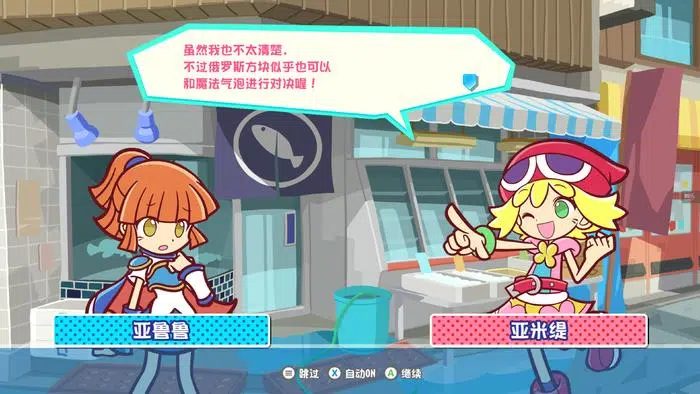 虽然我也不太清楚，
不过俄罗斯方块似乎也可以
和魔法气泡进行对决喔！
亚鲁鲁
亚米缇
跳过 X 自动ON A 继续